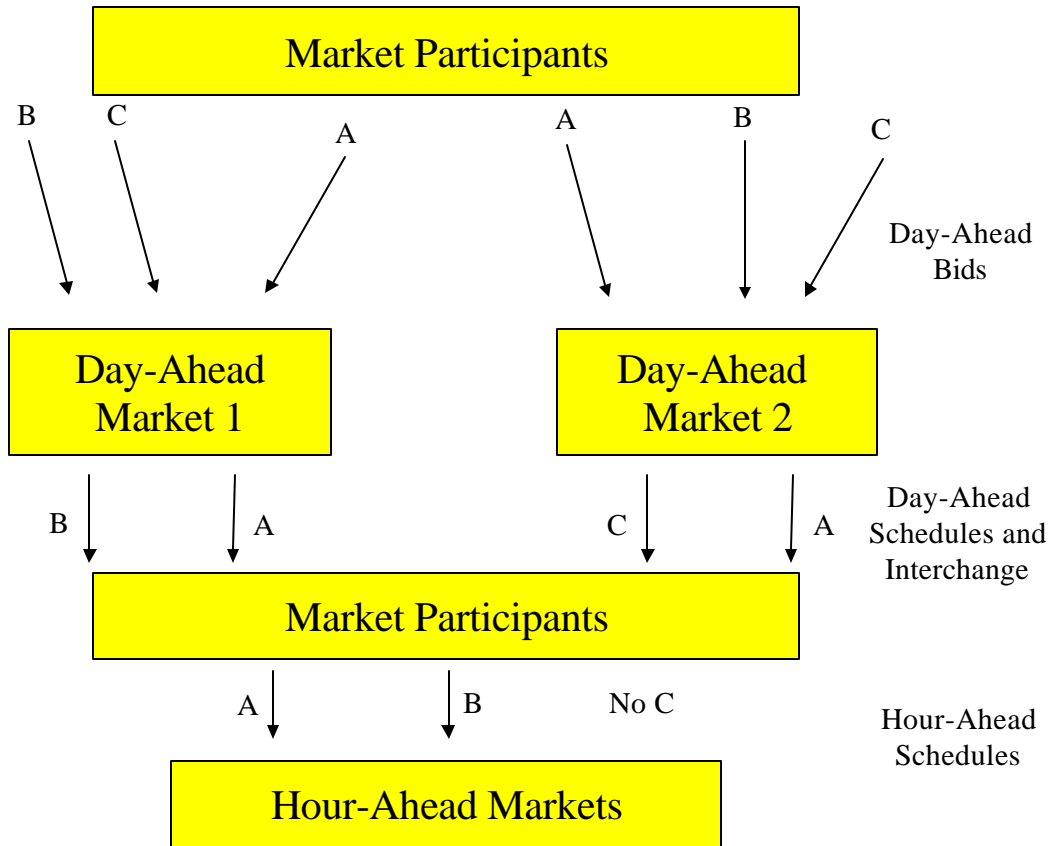 Market Participants
B
C
A
A
B
C
Day-Ahead
Bids
Day-Ahead
Market 1
Day-Ahead
Market 2
B
A
C
A
Day-Ahead
Schedules and
Interchange
Market Participants
A
B
No C
Hour-Ahead
Schedules
Hour-Ahead Markets